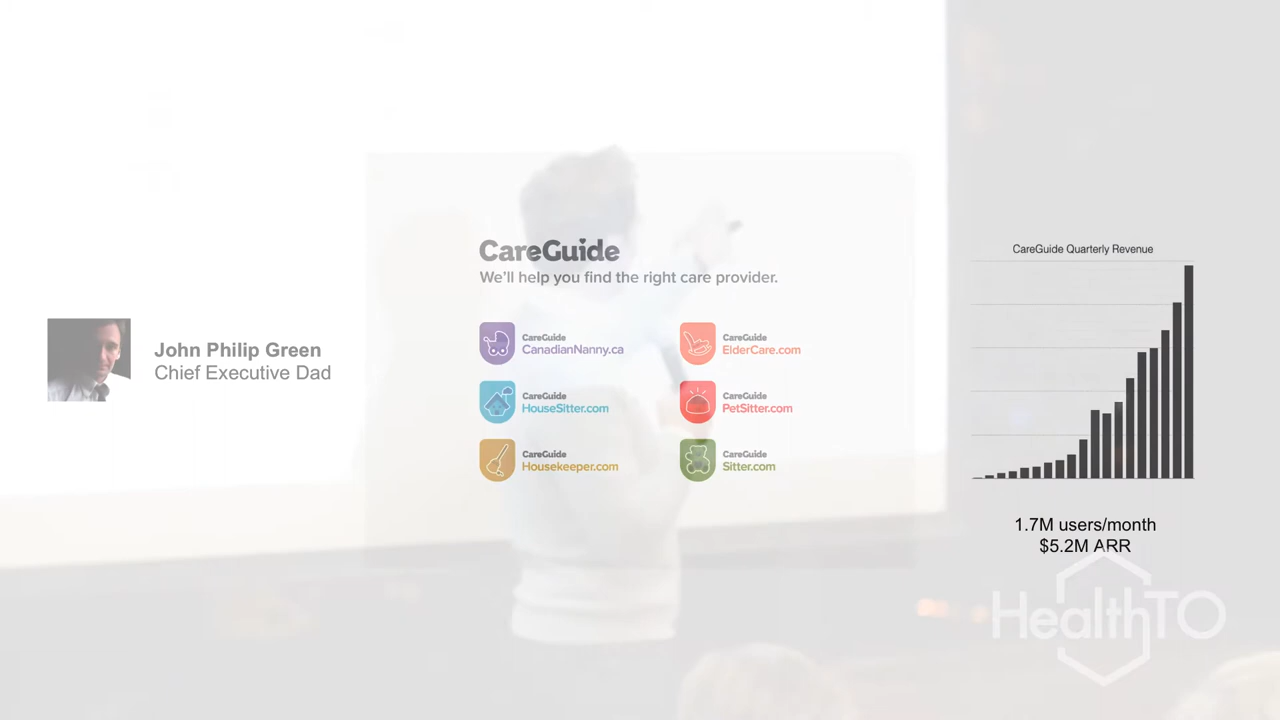 John Philip Green
Chief Executive Dad
CareGuide
We'll help you find the right care provider.
CareGuide
CanadianNanny.ca
CareGuide
ElderCare.com
CareGuide
HouseSitter.com
CareGuide
PetSitter.com
CareGuide
Housekeeper.com
CareGuide
Sitter.com
CareGuide Quarterly Revenue
1.7M users/month
$5.2M ARR
HealthTO